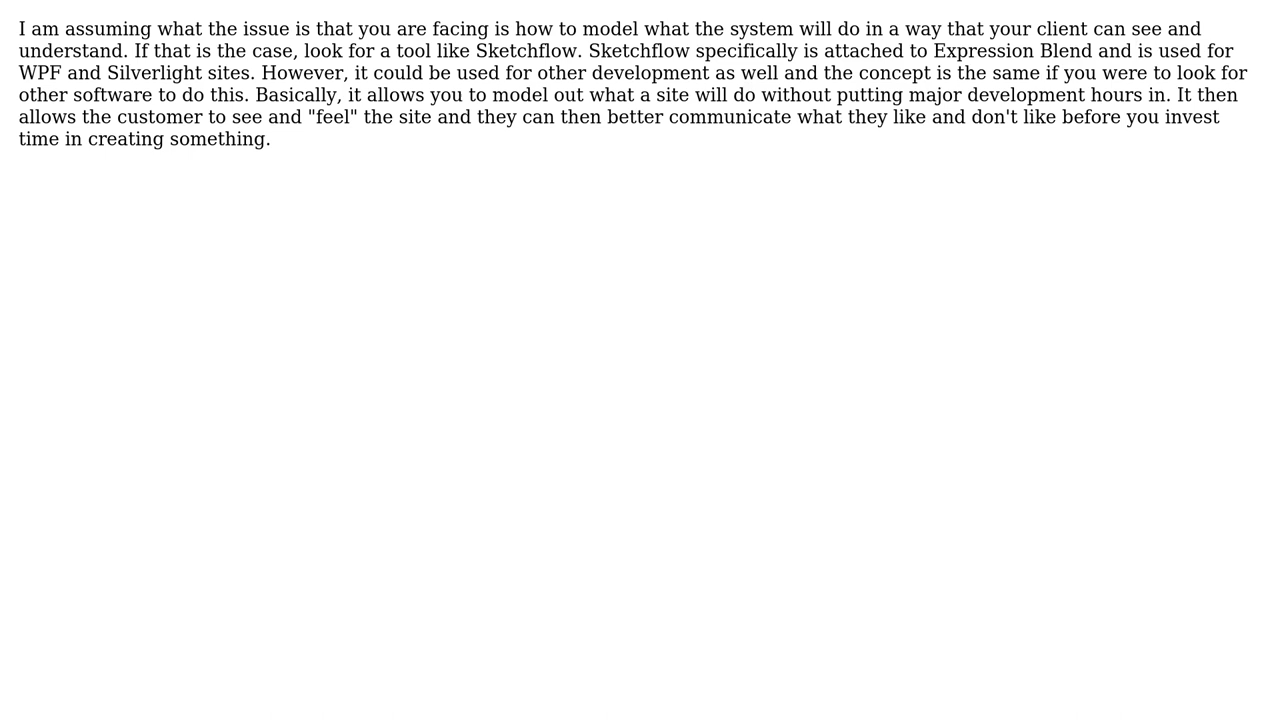 I am assuming what the issue is that you are facing is how to model what the system will do in a way that your client can see and
understand. If that is the case, look for a tool like Sketchflow. Sketchflow specifically is attached to Expression Blend and is used for
WPF and Silverlight sites. However, it could be used for other development as well and the concept is the same if you were to look for
other software to do this. Basically, it allows you to model out what a site will do without putting major development hours in. It then
allows the customer to see and "feel" the site and they can then better communicate what they like and don't like before you invest
time in creating something.